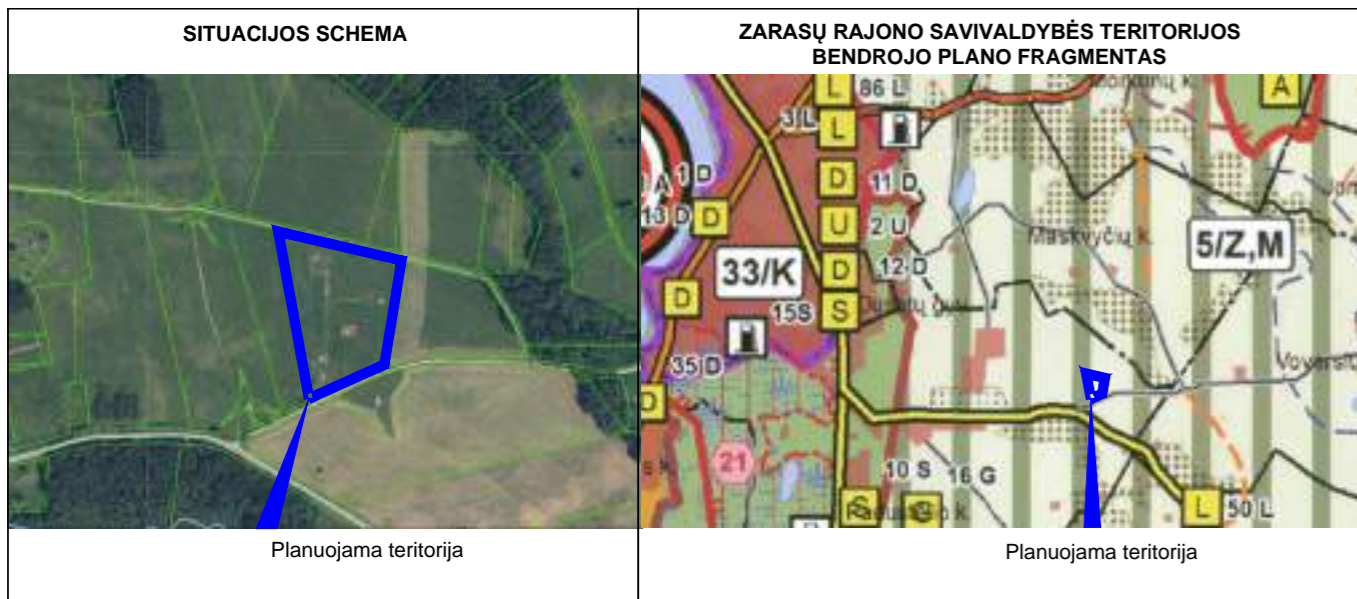 SITUACIJOS SCHEMA
Planuojama teritorija
ZARASŲ RAJONO SAVIVALDYBĖS TERITORIJOS
BENDROJO PLANO FRAGMENTAS
L
86 L
A
3 L
L
1 D
D
11 D
13 D
D
U
2 U
Maskvyčių k.
5/Z,M
33/K
D
12 D
D
15S
S
35 D
D
21
10 S
16 G
S
L
50 L
Planuojama teritorija